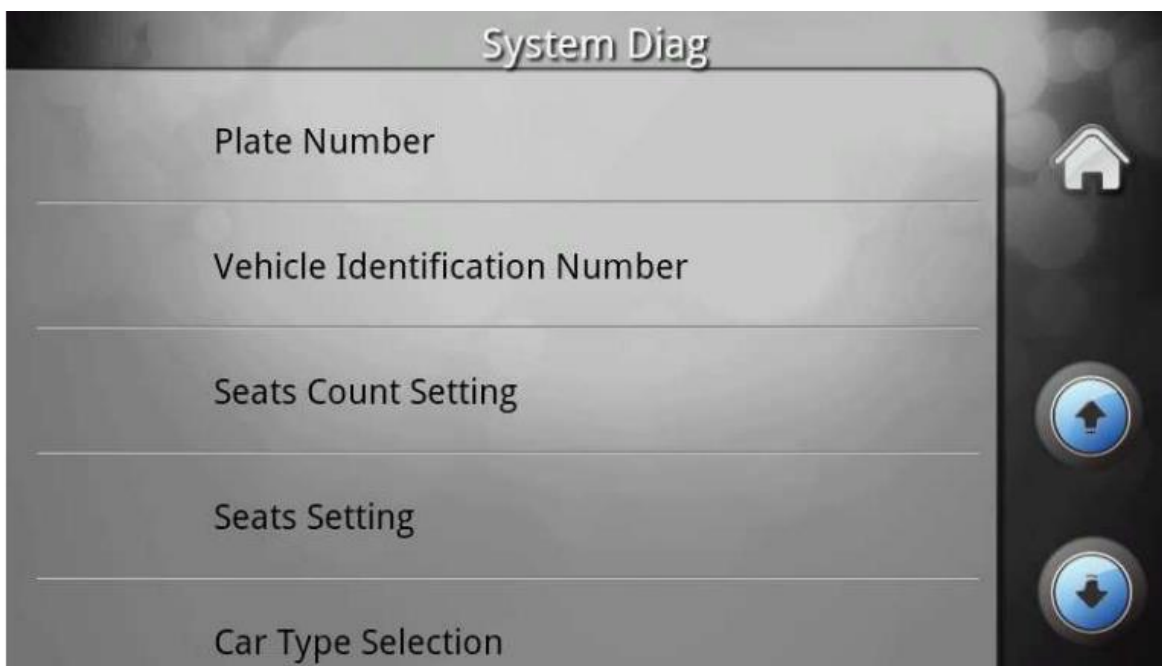 System Diag
Plate Number
Vehicle Identification Number
Seats Count Setting
Seats Setting
Car Type Selection